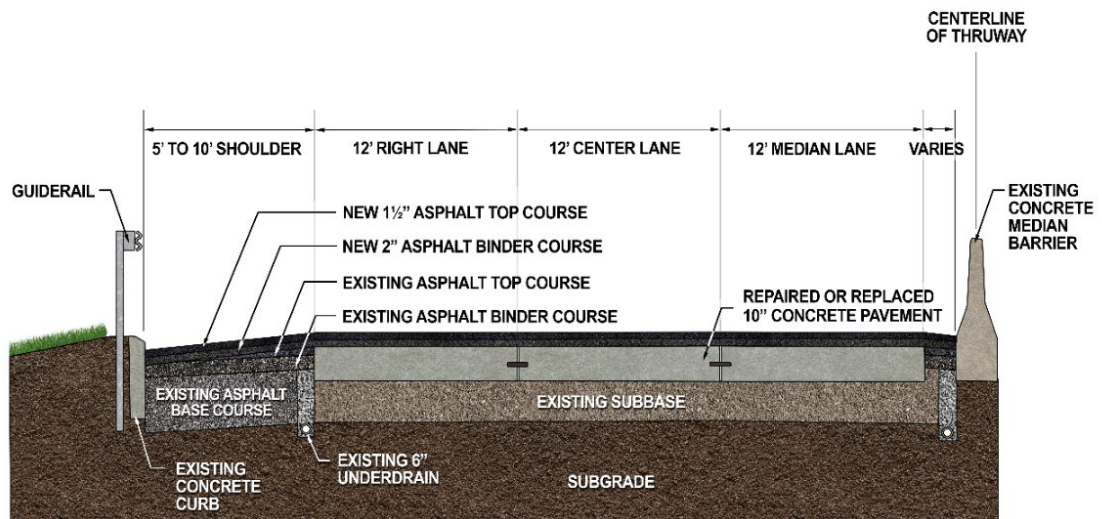 CENTERLINE
OF THRUWAY
5' TO 10' SHOULDER
12' RIGHT LANE
12' CENTER LANE
12' MEDIAN LANE
VARIES
GUIDERAIL
NEW 1½" ASPHALT TOP COURSE
NEW 2" ASPHALT BINDER COURSE
EXISTING ASPHALT TOP COURSE
EXISTING ASPHALT BINDER COURSE
EXISTING
CONCRETE
MEDIAN
BARRIER
REPAIRED OR REPLACED
10" CONCRETE PAVEMENT
EXISTING ASPHALT
BASE COURSE
EXISTING SUBBASE
EXISTING
CONCRETE
CURB
EXISTING 6"
UNDERDRAIN
SUBGRADE